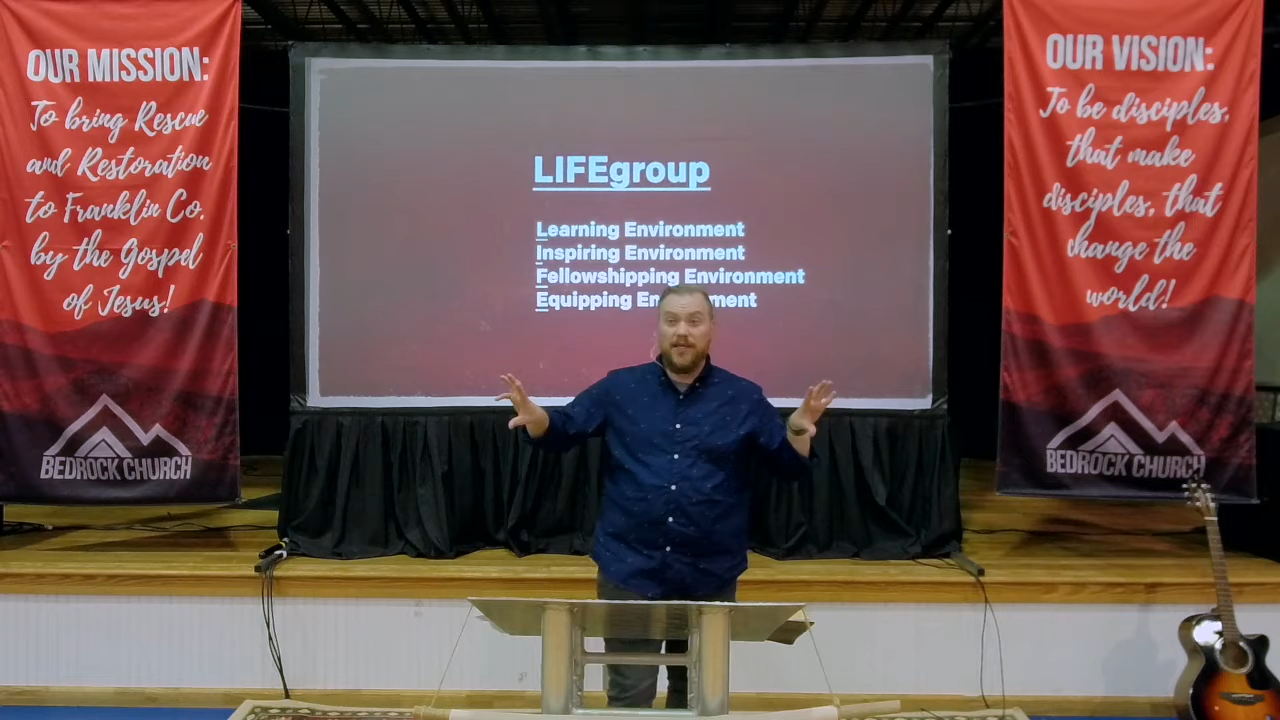 OUR MISSION:
To bring Rescue
and Restoration
to Franklin Co.
by the Gospel
of Jesus!
BEDROCK CHURCH
LIFEgroup
Learning Environment
Inspiring Environment
Fellowshipping Environment
Equipping
OUR VISION:
To be disciples,
that make
disciples, that
change the
world!
BEDROCK CHURCH